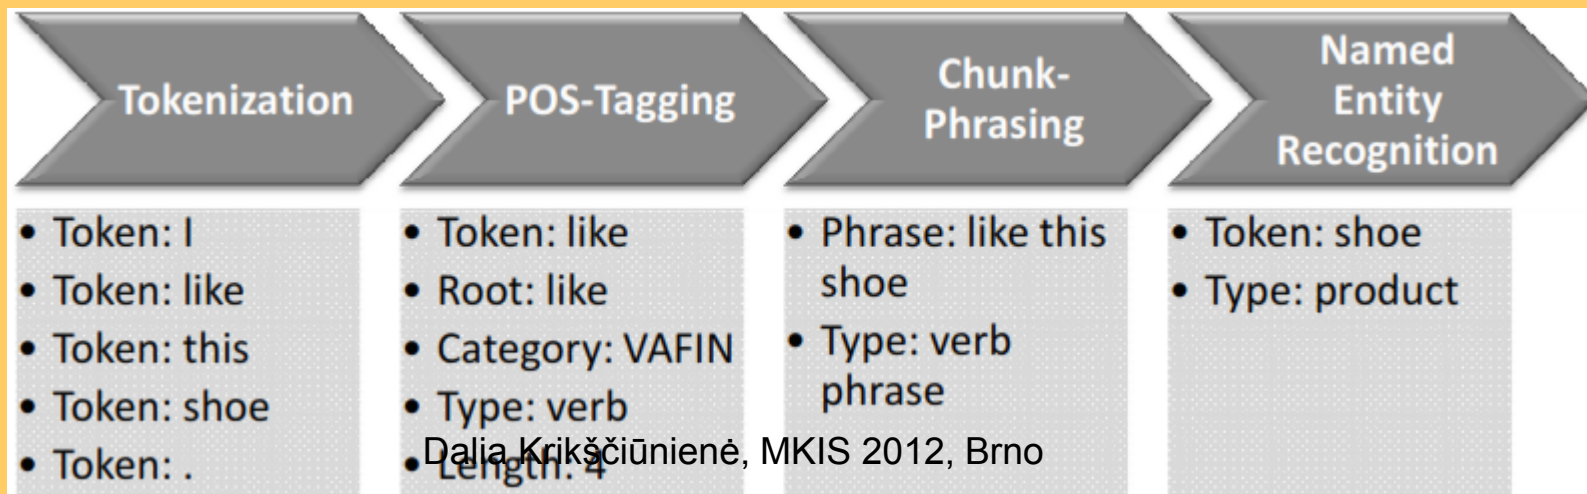 Tokenization
POS-Tagging
Chunk-
Phrasing
Named
Entity
Recognition
• Token: I
• Token: like
• Token: this
• Token: shoe
• Token: .
• Token: like
• Root: like
• Category: VAFIN
• Type: verb
• Length: 4
• Phrase: like this
shoe
• Type: verb
phrase
• Token: shoe
• Type: product
Dalia Krikščiūnienė, MKIS 2012, Brno